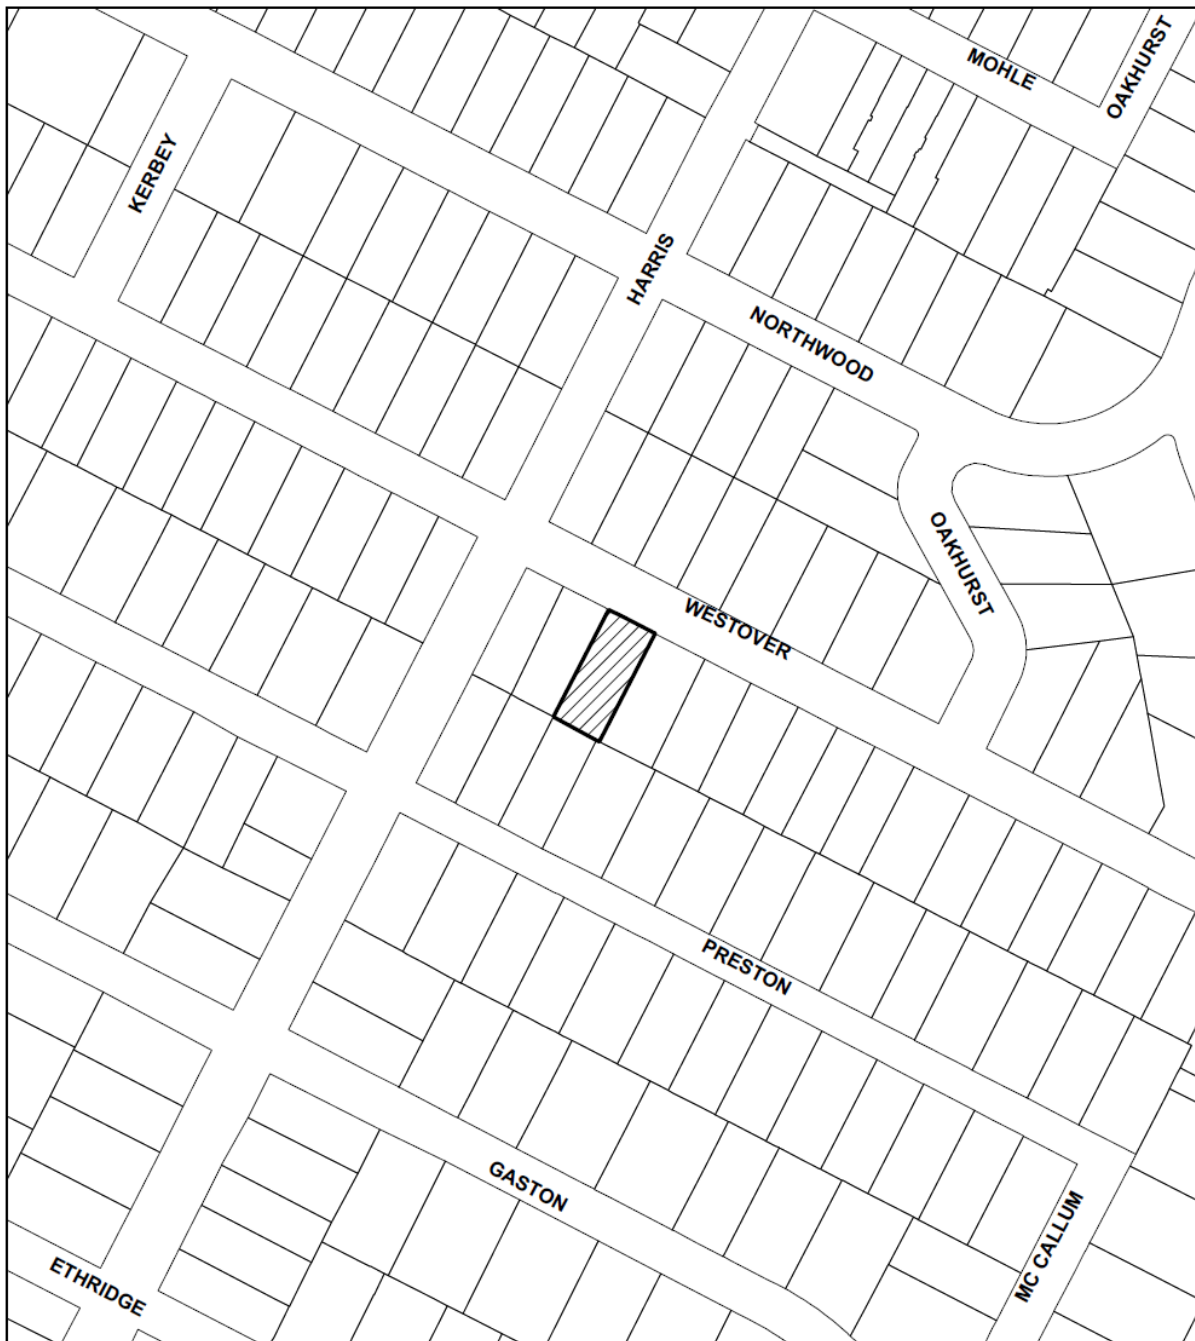 MOHLE
OAKHURST
KERBEY
HARRIS
NORTHWOOD
OAKHURST
WESTOVER
PRESTON
GASTON
MC CALLUM
ETHRIDGE